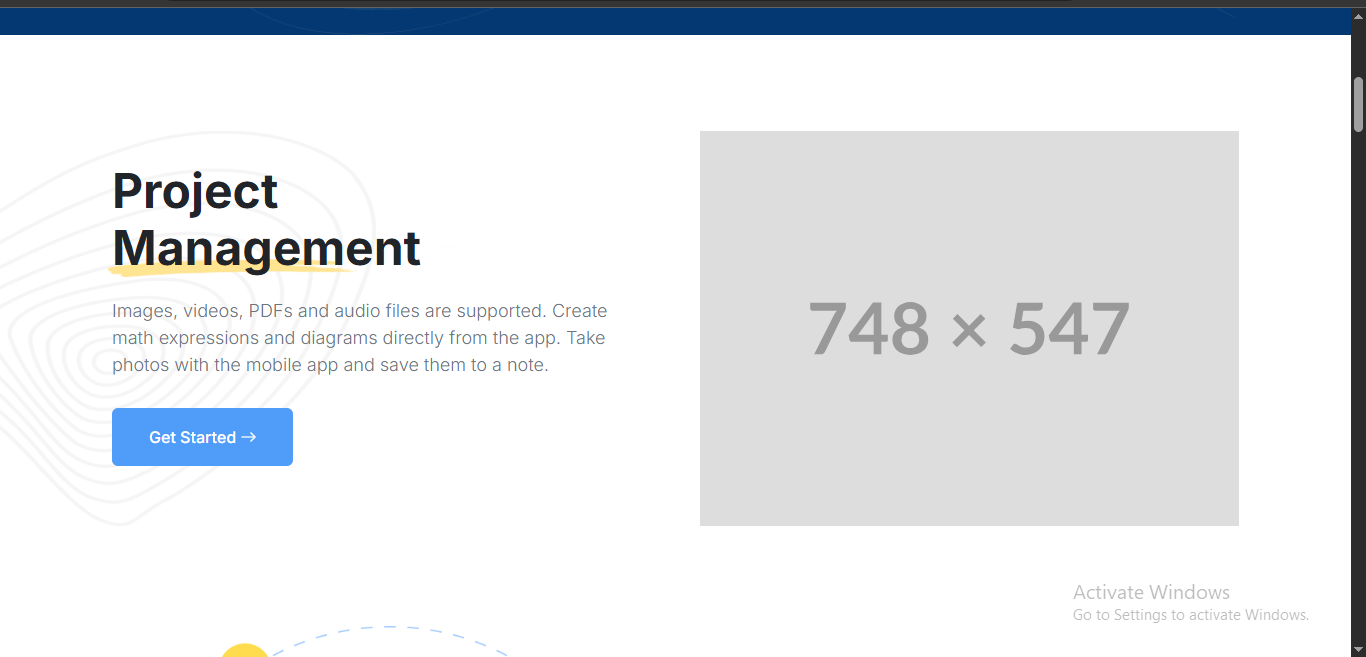 Project
Management
Images, videos, PDFs and audio files are supported. Create
math expressions and diagrams directly from the app. Take
photos with the mobile app and save them to a note.
Get Started →
748 × 547
Activate Windows
Go to Settings to activate Windows.